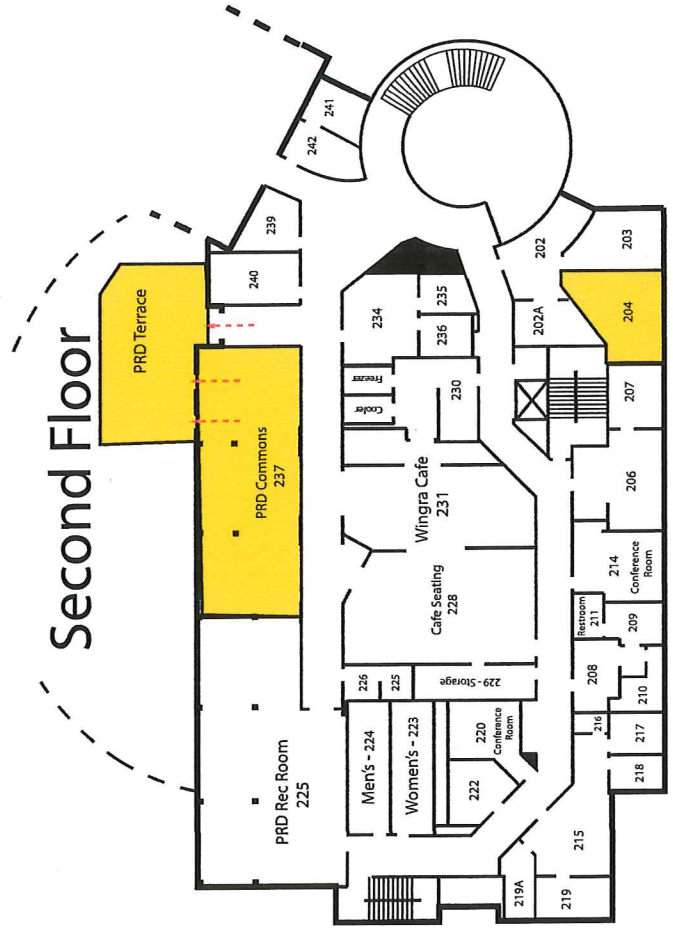 Second Floor
PRD Terrace
PRD Commons
237
PRD Rec Room
225
241
242
239
240
234
235
236
Freezer
Cooler
230
Wingra Cafe
231
Cafe Seating
228
229 - Storage
226
225
Men's - 224
Women's - 223
220
Conference
Room
222
202
203
202A
204
207
206
214
Conference
Room
Restroom
211
209
208
210
216
217
218
215
219A
219